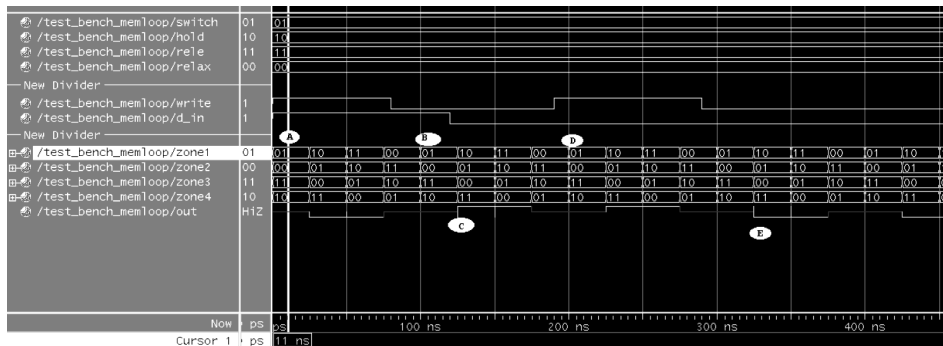 /test_bench_memloop/switch 01 01
/test_bench_memloop/hold 10 10
/test_bench_memloop/rele 11 11
/test_bench_memloop/relax 00 00
New Divider
/test_bench_memloop/write 1
/test_bench_memloop/d_in 1
New Divider
A B D
/test_bench_memloop/zone1 01 01 10 11 00 01 10 11 00 01 10 11 00 01 10 11 00 01 10
/test_bench_memloop/zone2 00 00 01 10 11 00 01 10 11 00 01 10 11 00 01 10 11 00 01
/test_bench_memloop/zone3 11 11 00 01 10 11 00 01 10 11 00 01 10 11 00 01 10 11 00
/test_bench_memloop/zone4 10 10 11 00 01 10 11 00 01 10 11 00 01 10 11 00 01 10 11
/test_bench_memloop/out HiZ
C
E
Now ps ps 100 ns 200 ns 300 ns 400 ns
Cursor 1 ps 11 ns